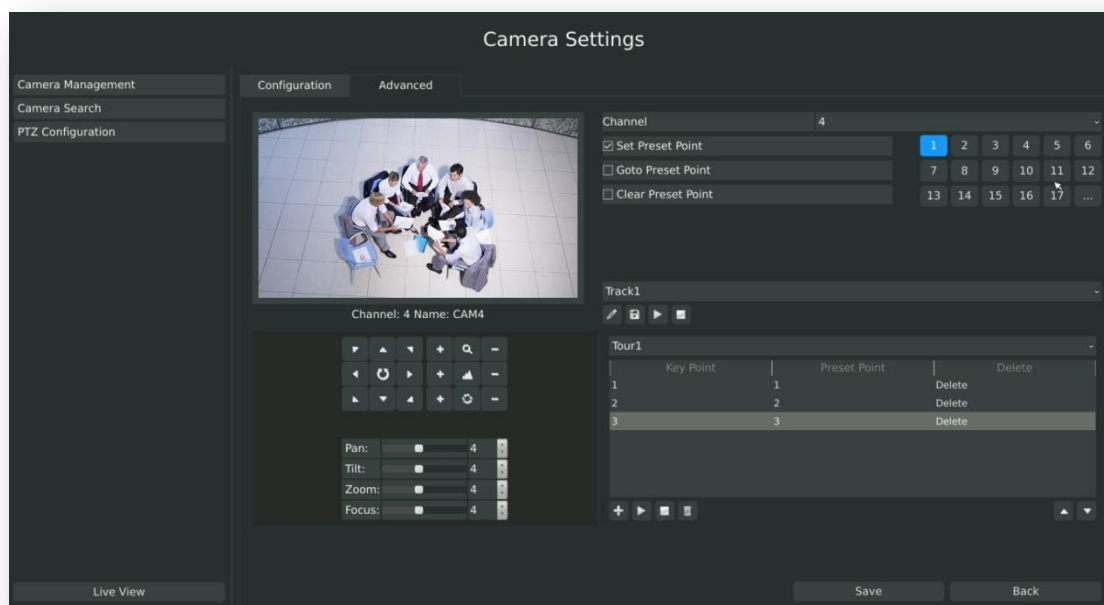 Camera Settings
Camera Management
Camera Search
PTZ Configuration
Live View
Configuration Advanced
Channel: 4 Name: CAM4
Pan: 4
Tilt: 4
Zoom: 4
Focus: 4
Channel 4
Set Preset Point
Goto Preset Point
Clear Preset Point
1 2 3 4 5 6
7 8 9 10 11 12
13 14 15 16 17 ...
Track1
Tour1
Key Point Preset Point Delete
1 1 Delete
2 2 Delete
3 3 Delete
Save Back